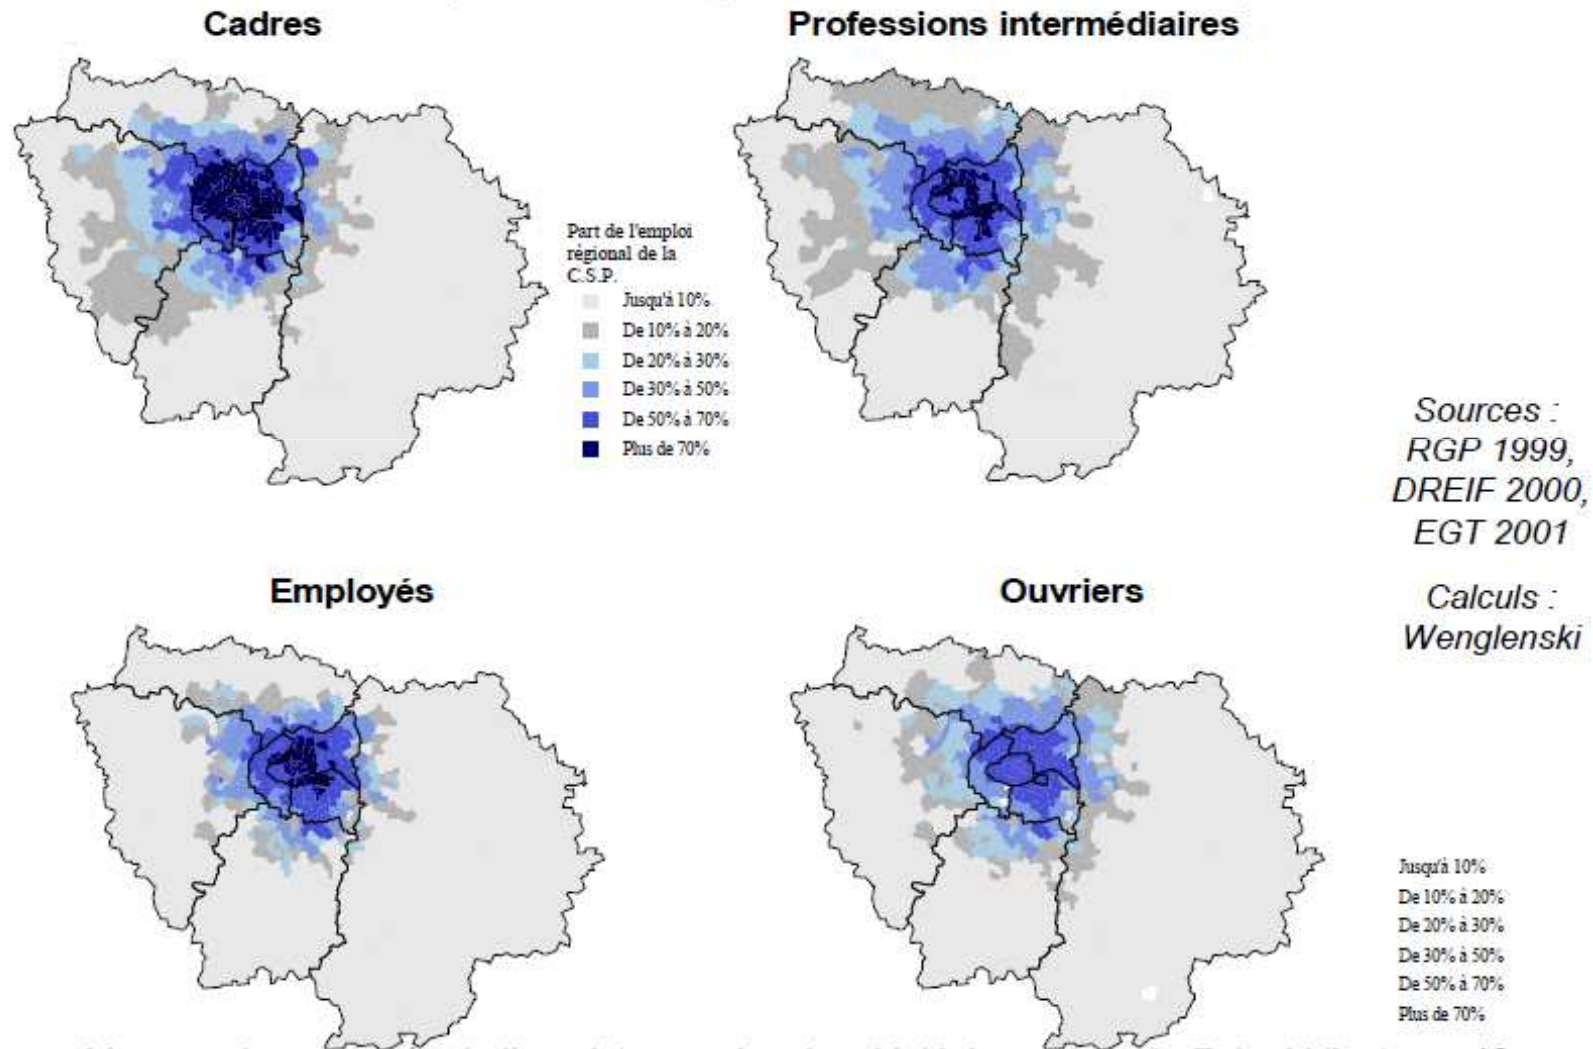 Cadres
Professions intermédiaires
Part de l'emploi
régional de la
C.S.P.
Jusqu'à 10%
De 10% à 20%
De 20% à 30%
De 30% à 50%
De 50% à 70%
Plus de 70%
Sources :
RGP 1999,
DREIF 2000,
EGT 2001
Calculs :
Wenglenski
Employés
Ouvriers
Jusqu'à 10%
De 10% à 20%
De 20% à 30%
De 30% à 50%
De 50% à 70%
Plus de 70%